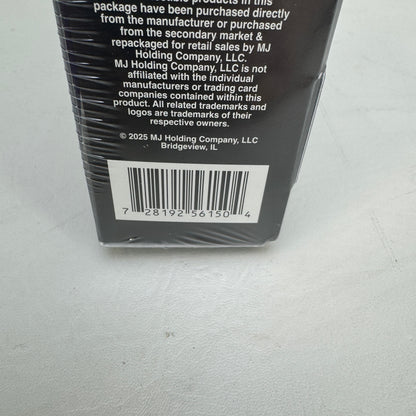 products in this
package have been purchased directly
from the manufacturer or purchased
from the secondary market &
repackaged for retail sales by MJ
Holding Company, LLC.
MJ Holding Company, LLC is not
affiliated with the individual
manufacturers or trading card
companies contained within this
product. All related trademarks and
logos are trademarks of their
respective owners.
© 2025 MJ Holding Company, LLC
Bridgeview, IL
7 28192 56150 4